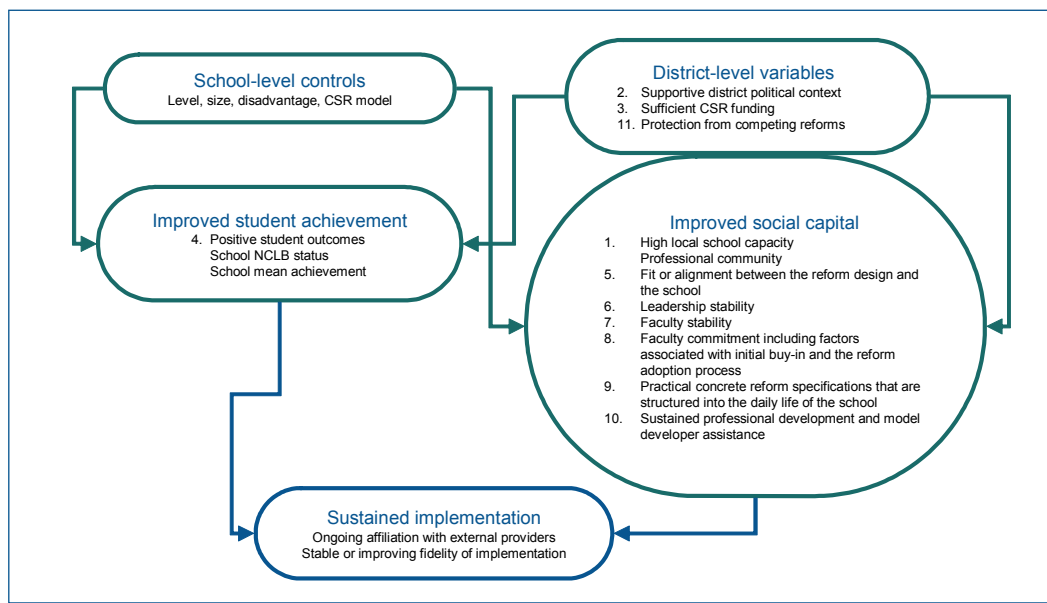 School-level controls
Level, size, disadvantage, CSR model
District-level variables
2. Supportive district political context
3. Sufficient CSR funding
11. Protection from competing reforms
Improved student achievement
4. Positive student outcomes
School NCLB status
School mean achievement
Improved social capital
1. High local school capacity
Professional community
5. Fit or alignment between the reform design and
the school
6. Leadership stability
7. Faculty stability
8. Faculty commitment including factors
associated with initial buy-in and the reform
adoption process
9. Practical concrete reform specifications that are
structured into the daily life of the school
10. Sustained professional development and model
developer assistance
Sustained implementation
Ongoing affiliation with external providers
Stable or improving fidelity of implementation